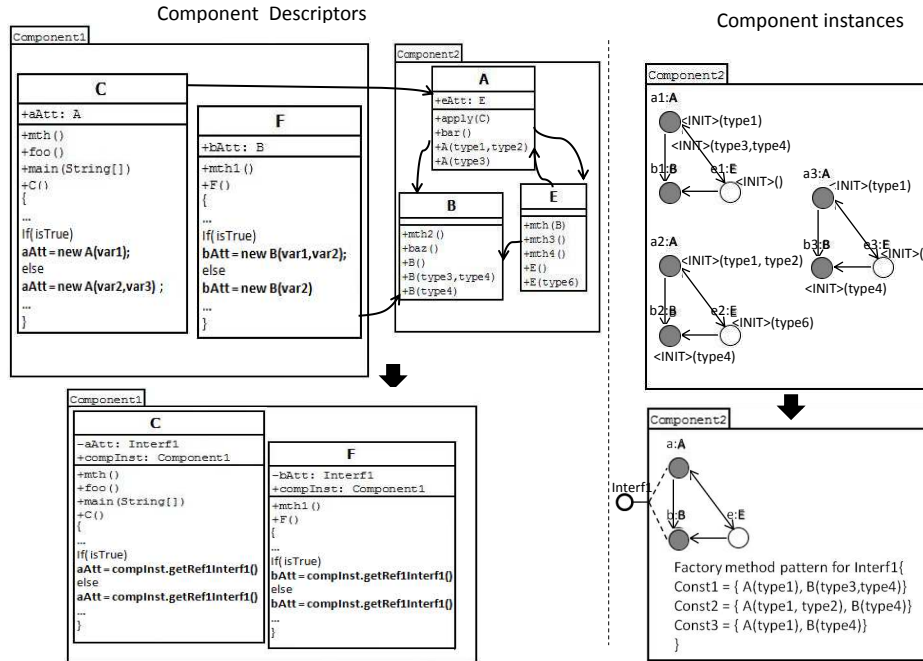 Component Descriptors
Component1
C
+aAtt: A
+mth()
+foo()
+main(String[])
+C()
{
...
If(isTrue)
aAtt = new A(var1);
else
aAtt = new A(var2,var3) ;
...
}
F
+bAtt: B
+mth1()
+F()
{
...
If(isTrue)
bAtt = new B(var1,var2);
else
bAtt = new B(var2)
...
}
Component2
A
+eAtt: E
+apply(C)
+bar()
+A(type1,type2)
+A(type3)
B
+mth2()
+baz()
+B()
+B(type3,type4)
+B(type4)
E
+mth(B)
+mth3()
+mth4()
+E()
+E(type6)
Component1
C
-aAtt: Interf1
+compInst: Component1
+mth()
+foo()
+main(String[])
+C()
{
...
If(isTrue)
aAtt = compInst.getRef1Interf1()
else
aAtt = compInst.getRef1Interf1()
...
}
F
-bAtt: Interf1
+compInst: Component1
+mth1()
+F()
{
...
If(isTrue)
bAtt = compInst.getRef1Interf1()
else
bAtt = compInst.getRef1Interf1()
...
}
Component instances
Component2
a1:A
<INIT>(type1)
<INIT>(type3,type4)
b1:B
e1:E
<INIT>()
a3:A
<INIT>(type1)
b3:B
e3:E
<INIT>(
<INIT>(type4)
a2:A
<INIT>(type1, type2)
b2:B
e2:E
<INIT>(type6)
<INIT>(type4)
Component2
a:A
Interf1
b:B
e:E
Factory method pattern for Interf1{
Const1 = { A(type1), B(type3,type4)}
Const2 = { A(type1, type2), B(type4)}
Const3 = { A(type1), B(type4)}
}